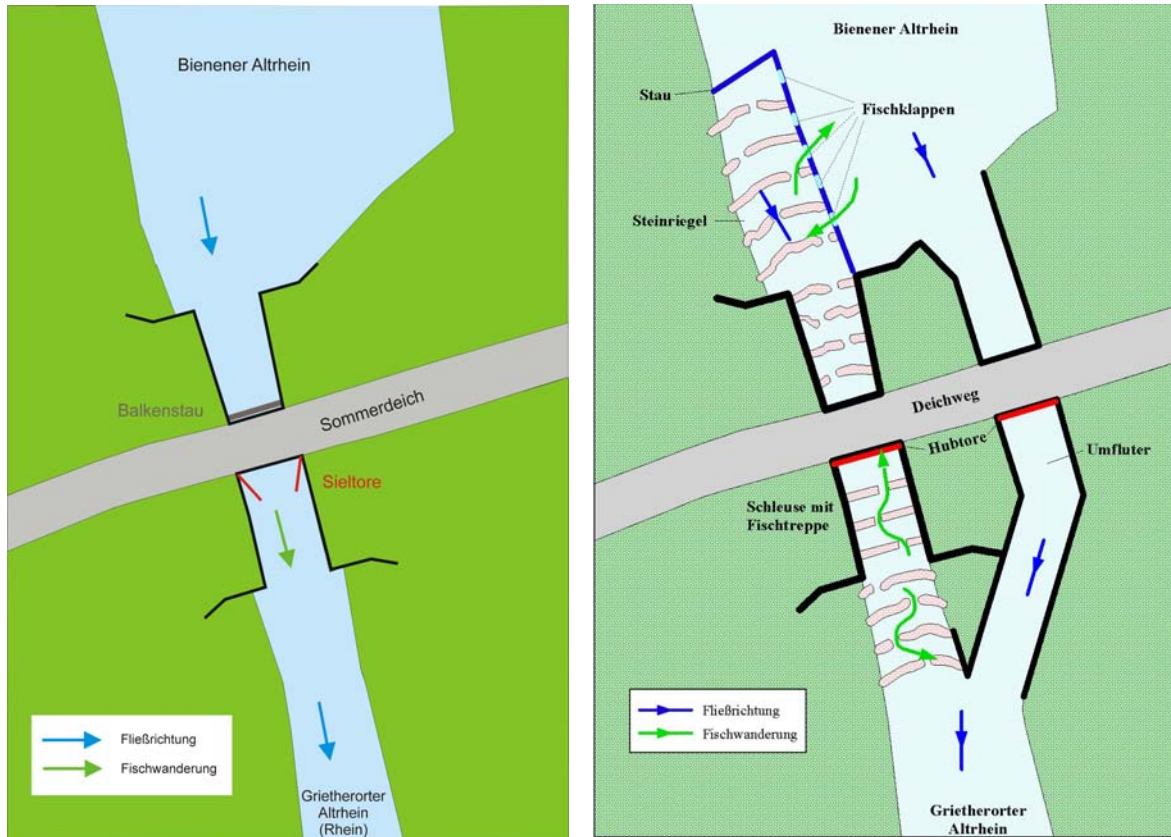 Bienener Altrhein
Balkenstau
Sommerdeich
Sieltore
Fließrichtung
Fischwanderung
Grietherorter
Altrhein
(Rhein)
Bienener Altrhein
Stau
Fischklappen
Steinriegel
Deichweg
Hubtore
Umfluter
Schleuse mit
Fischtreppe
Fließrichtung
Fischwanderung
Grietherorter
Altrhein